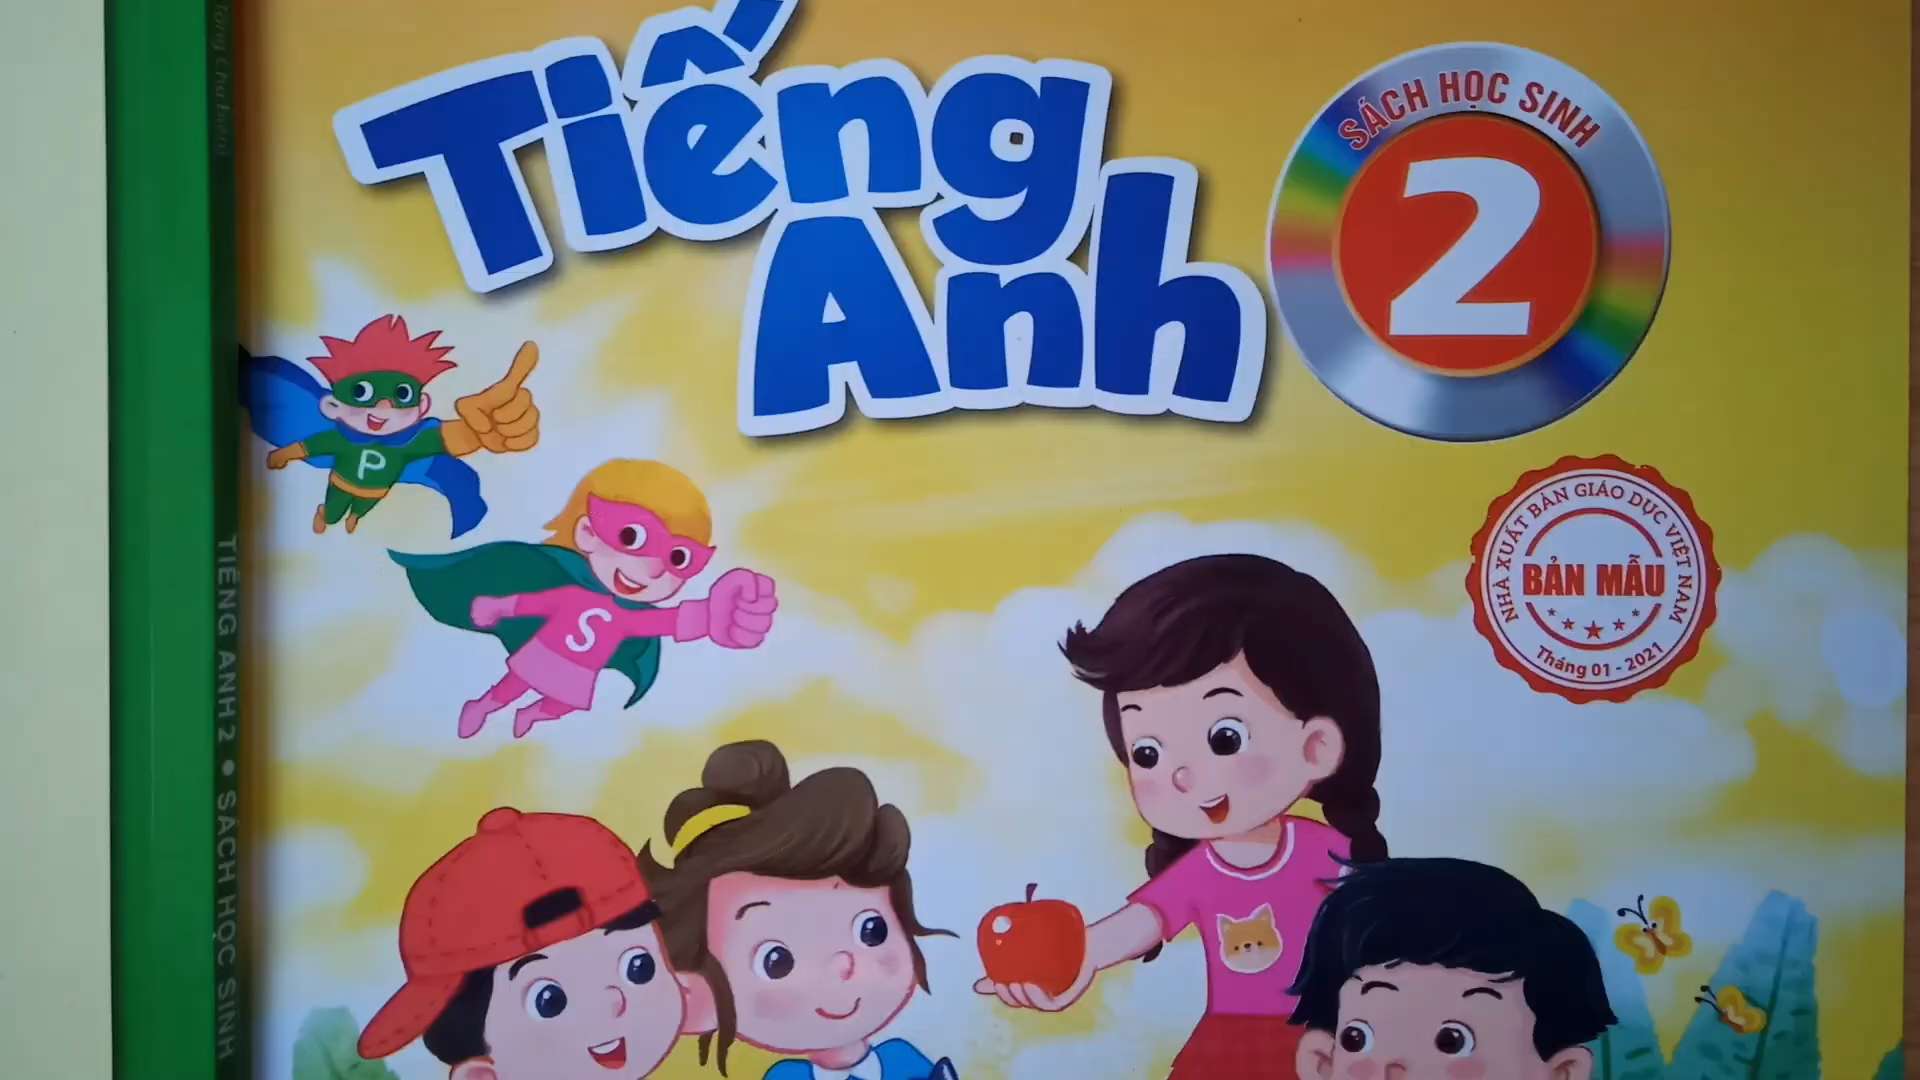 Tiếng
Anh
SÁCH HỌC SINH
2
P
S
NHÀ XUẤT BẢN GIÁO DỤC VIỆT NAM
BẢN MẪU
Tháng 01 - 2021
TIẾNG ANH 2 • SÁCH HỌC SINH